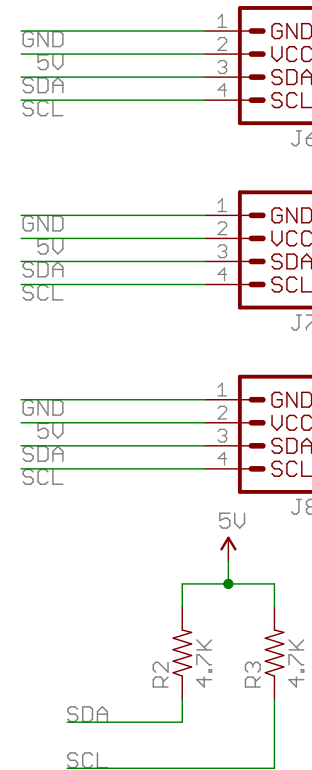 1 GND
GND
2 VCC
5V
3 SDA
SDA
4 SCL
SCL
J6
1 GND
GND
2 VCC
5V
3 SDA
SDA
4 SCL
SCL
J7
1 GND
GND
2 VCC
5V
3 SDA
SDA
4 SCL
SCL
J8
5V
R2 4.7K R3 4.7K
SDA
SCL